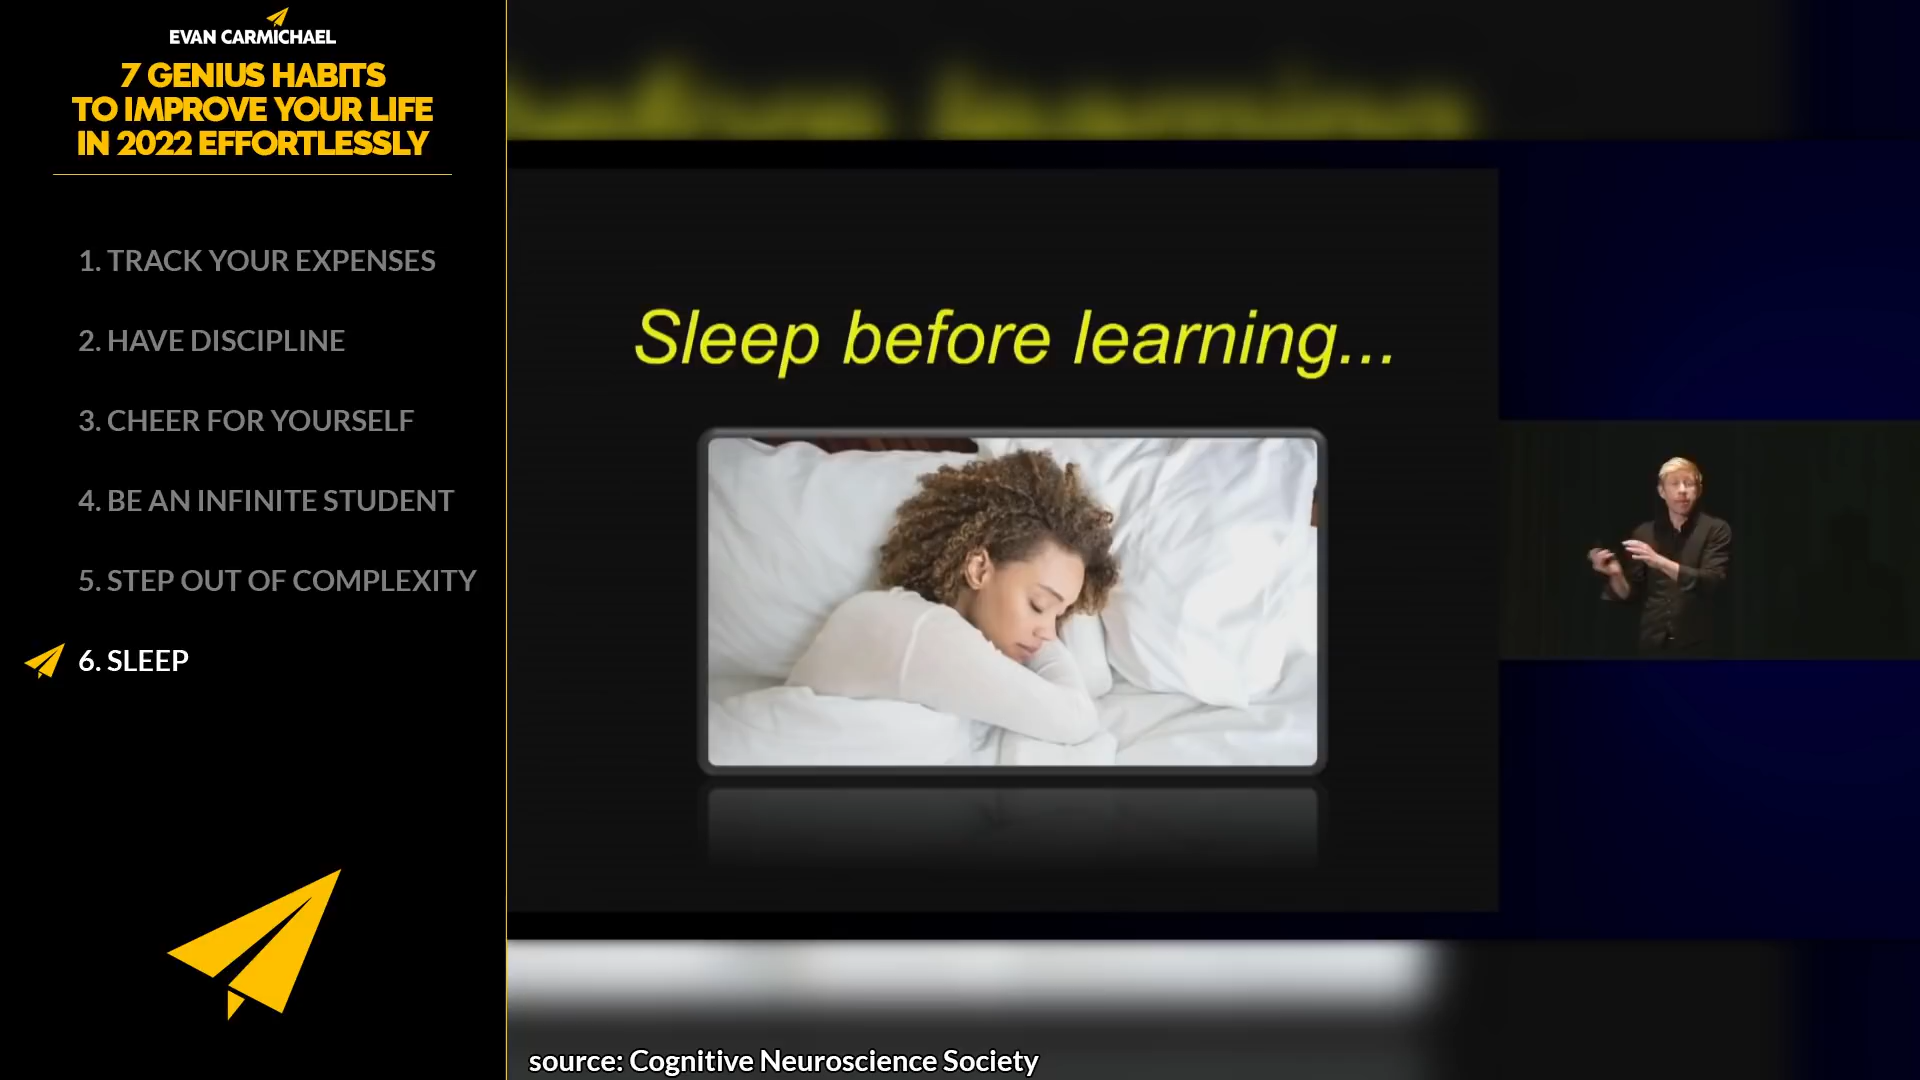 EVAN CARMICHAEL
7 GENIUS HABITS
TO IMPROVE YOUR LIFE
IN 2022 EFFORTLESSLY
1. TRACK YOUR EXPENSES
2. HAVE DISCIPLINE
3. CHEER FOR YOURSELF
4. BE AN INFINITE STUDENT
5. STEP OUT OF COMPLEXITY
6. SLEEP
Sleep before learning...
source: Cognitive Neuroscience Society